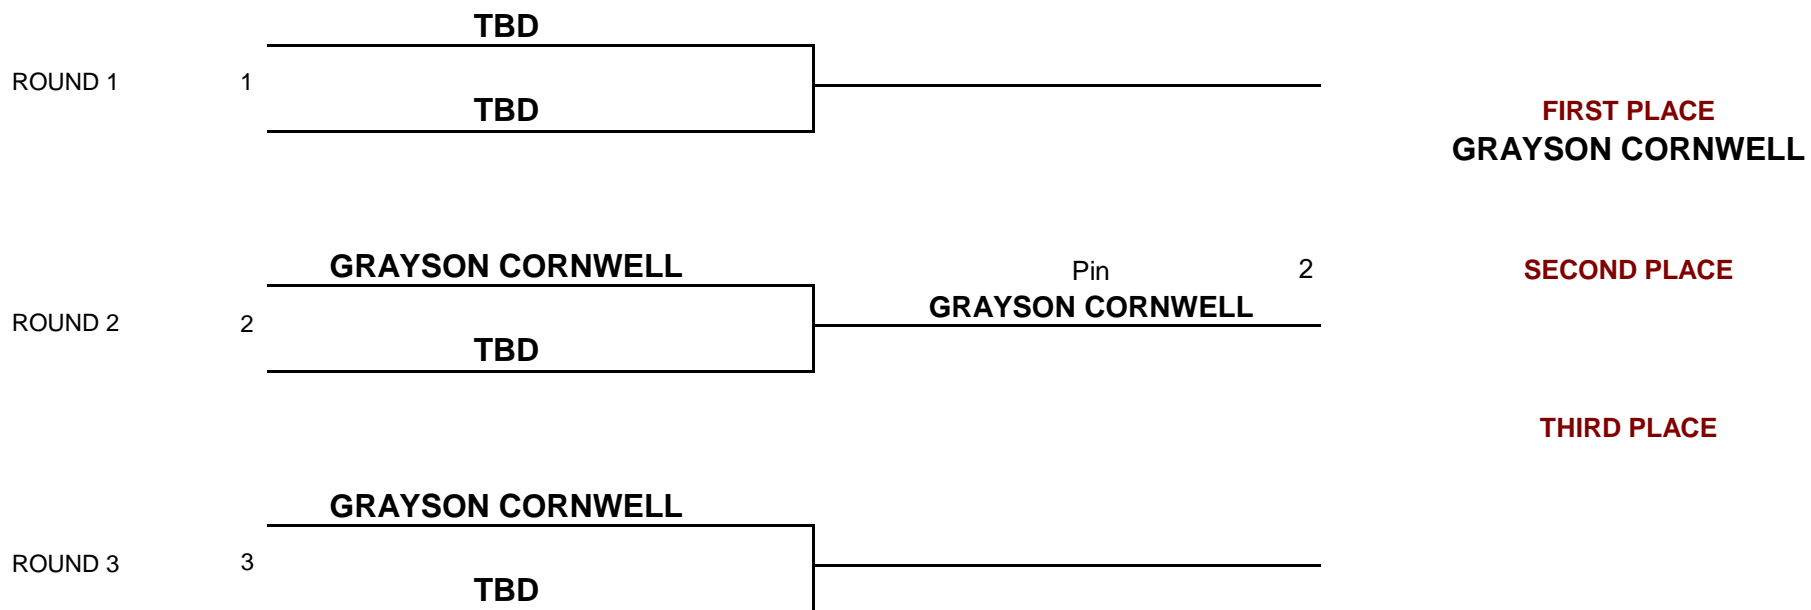 TBD
ROUND 1
1
TBD
FIRST PLACE
GRAYSON CORNWELL
GRAYSON CORNWELL
Pin
2
SECOND PLACE
GRAYSON CORNWELL
ROUND 2
2
TBD
THIRD PLACE
GRAYSON CORNWELL
ROUND 3
3
TBD